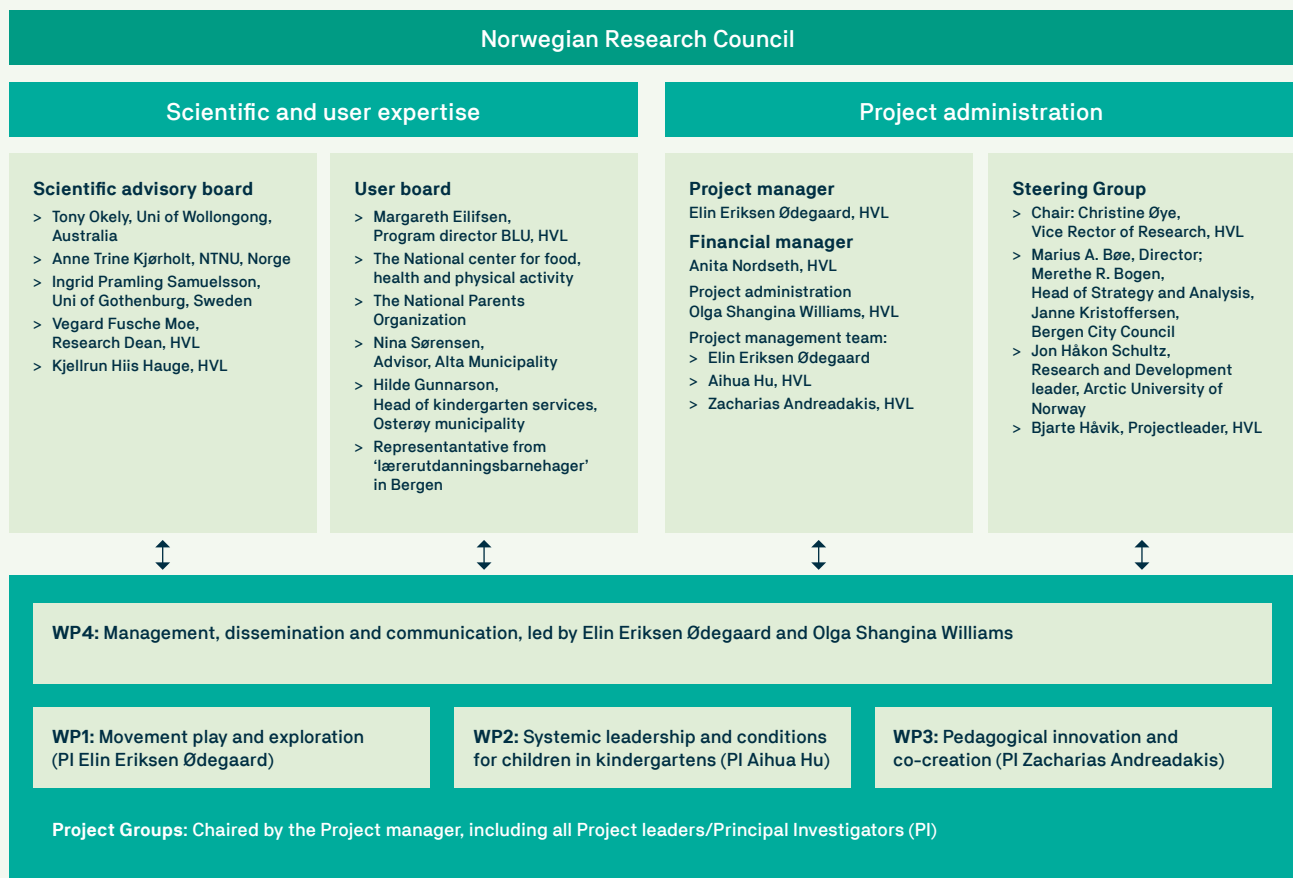 Norwegian Research Council
Scientific and user expertise
Project administration
Scientific advisory board
> Tony Okely, Uni of Wollongong,
Australia
> Anne Trine Kjørholt, NTNU, Norge
> Ingrid Pramling Samuelsson,
Uni of Gothenburg, Sweden
> Vegard Fusche Moe,
Research Dean, HVL
> Kjellrun Hiis Hauge, HVL
User board
> Margareth Eilifsen,
Program director BLU, HVL
> The National center for food,
health and physical activity
> The National Parents
Organization
> Nina Sørensen,
Advisor, Alta Municipality
> Hilde Gunnarson,
Head of kindergarten services,
Osterøy municipality
> Representantative from
‘lærerutdanningsbarnehager’
in Bergen
Project manager
Elin Eriksen Ødegaard, HVL
Financial manager
Anita Nordseth, HVL
Project administration
Olga Shangina Williams, HVL
Project management team:
> Elin Eriksen Ødegaard
> Aihua Hu, HVL
> Zacharias Andreadakis, HVL
Steering Group
> Chair: Christine Øye,
Vice Rector of Research, HVL
> Marius A. Bøe, Director;
Merethe R. Bogen,
Head of Strategy and Analysis,
Janne Kristoffersen,
Bergen City Council
> Jon Håkon Schultz,
Research and Development
leader, Arctic University of
Norway
> Bjarte Håvik, Projectleader, HVL
WP4: Management, dissemination and communication, led by Elin Eriksen Ødegaard and Olga Shangina Williams
WP1: Movement play and exploration
(PI Elin Eriksen Ødegaard)
WP2: Systemic leadership and conditions
for children in kindergartens (PI Aihua Hu)
WP3: Pedagogical innovation and
co-creation (PI Zacharias Andreadakis)
Project Groups: Chaired by the Project manager, including all Project leaders/Principal Investigators (PI)